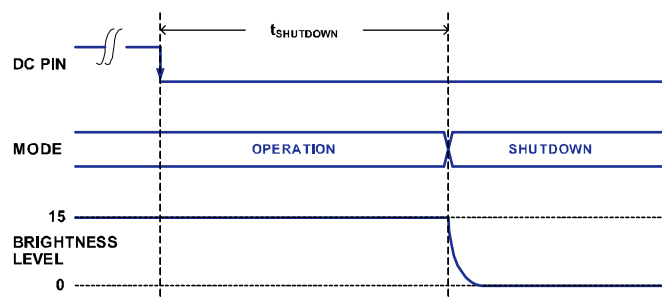 tSHUTDOWN
DC PIN
MODE
OPERATION
SHUTDOWN
15
BRIGHTNESS
LEVEL
0